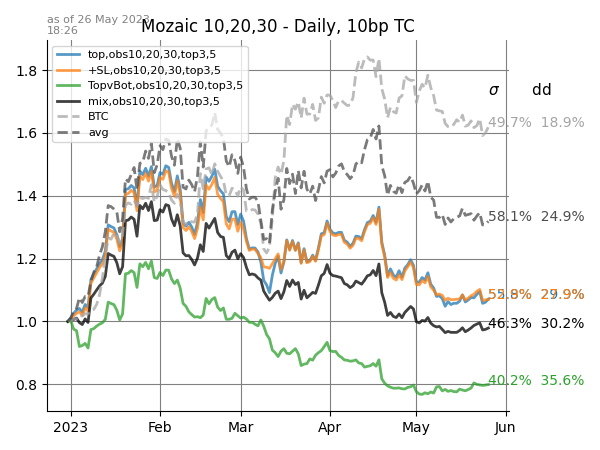 as of 26 May 2023
18:26
Mozaic 10,20,30 - Daily, 10bp TC
top,obs10,20,30,top3,5
+SL,obs10,20,30,top3,5
TopvBot,obs10,20,30,top3,5
mix,obs10,20,30,top3,5
BTC
avg
σ dd
49.7% 18.9%
58.1% 24.9%
29.9%
46.3% 30.2%
40.2% 35.6%
1.8
1.6
1.4
1.2
1.0
0.8
2023 Feb Mar Apr May Jun